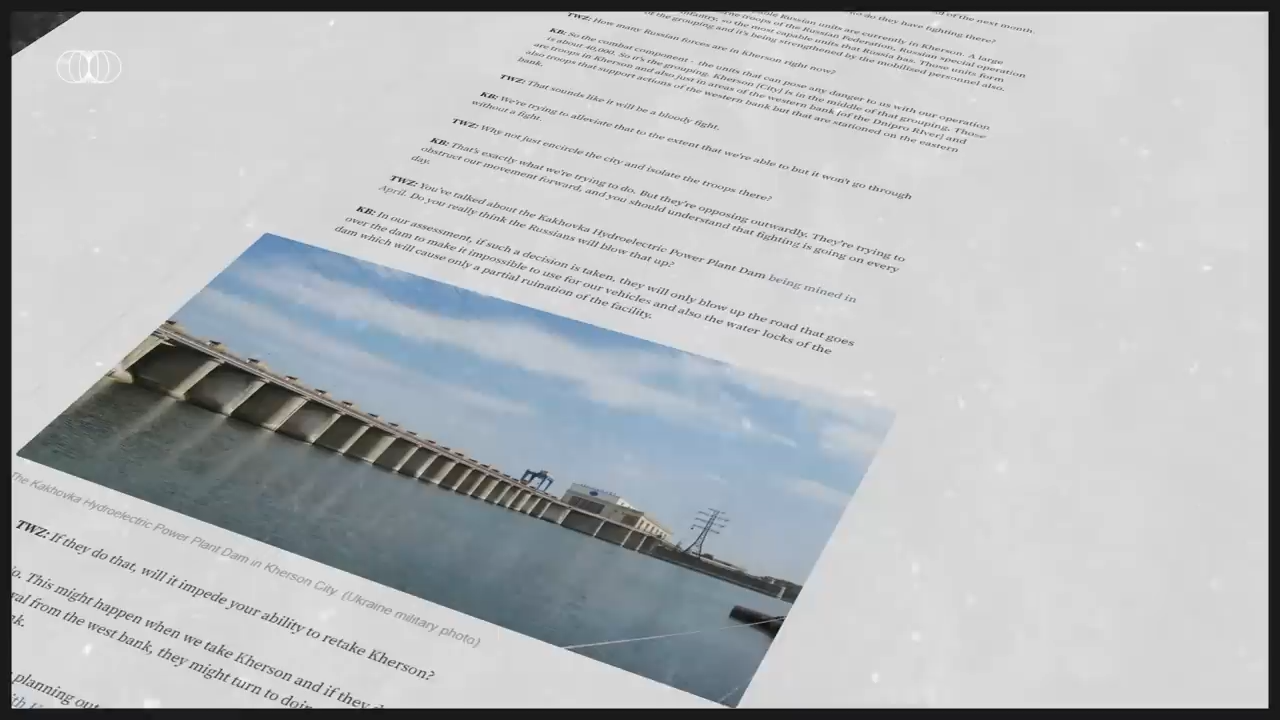 of the next month.
able Russian units are currently in Kherson. A large
TWZ: How many Russian forces are in Kherson right now?
KB: So the combat component - the units that can pose any danger to us with our operation
is about 40,000. So it's the grouping. Kherson [City] is in the middle of that grouping. Those
are troops in Kherson and also just in areas of the western bank [of the Dnipro River] and
also troops that support actions of the western bank but that are stationed on the eastern
bank.
TWZ: That sounds like it will be a bloody fight.
KB: We're trying to alleviate that to the extent that we're able to but it won't go through
without a fight.
TWZ: Why not just encircle the city and isolate the troops there?
KB: That's exactly what we're trying to do. But they're opposing outwardly. They're trying to
obstruct our movement forward, and you should understand that fighting is going on every
day.
TWZ: You've talked about the Kakhovka Hydroelectric Power Plant Dam being mined in
April. Do you really think the Russians will blow that up?
KB: In our assessment, if such a decision is taken, they will only blow up the road that goes
over the dam to make it impossible to use for our vehicles and also the water locks of the
dam which will cause only a partial ruination of the facility.
The Kakhovka Hydroelectric Power Plant Dam in Kherson City. (Ukraine military photo)
TWZ: If they do that, will it impede your ability to retake Kherson?
This might happen when we take Kherson and if they
from the west bank, they might turn to
planning out